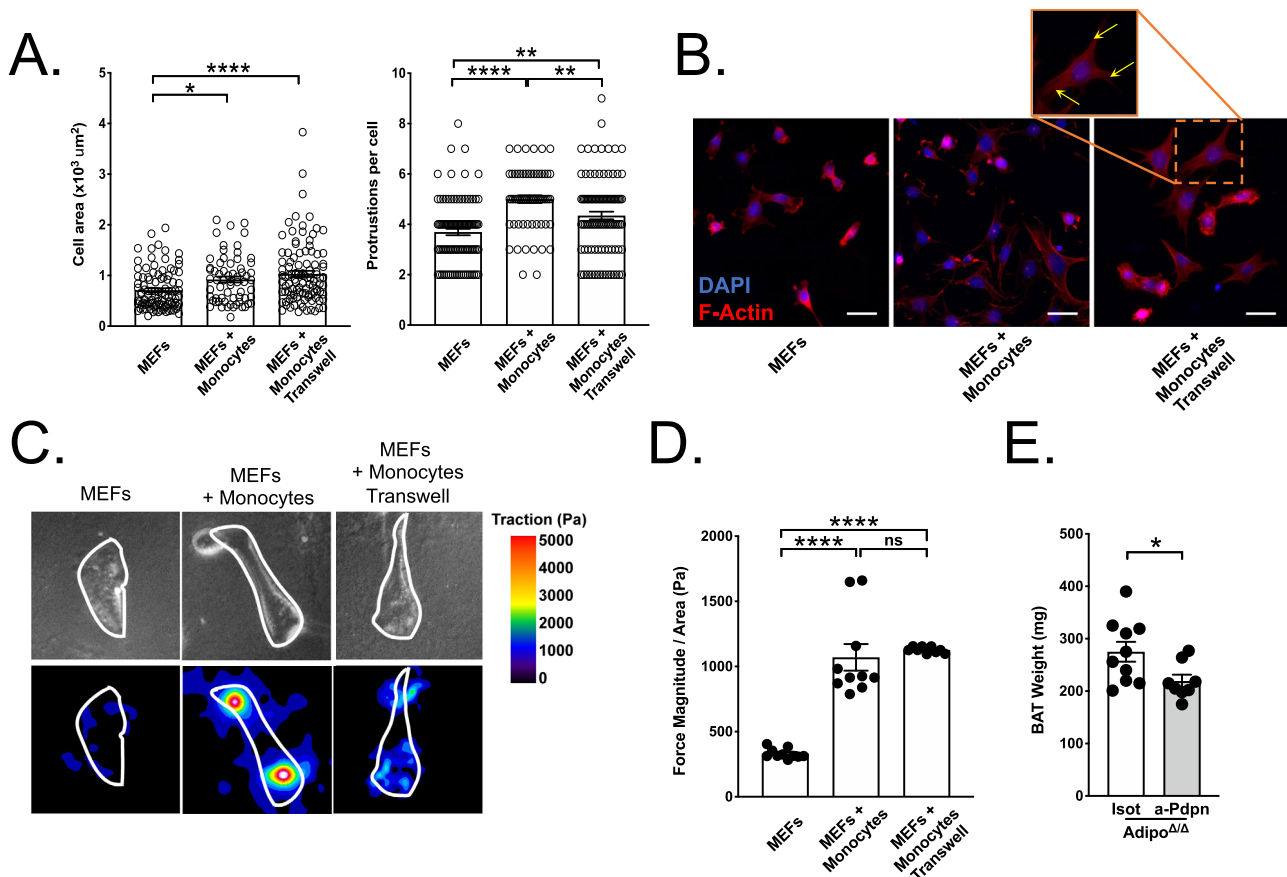 A.
Cell area (x10³ um²)
5
4
3
2
1
0
****
*
MEFs
MEFs +
Monocytes
MEFs +
Monocytes
Transwell
Protrustions per cell
10
8
6
4
2
0
**
****
**
MEFs
MEFs +
Monocytes
MEFs +
Monocytes
Transwell
B.
DAPI
F-Actin
MEFs
MEFs +
Monocytes
MEFs +
Monocytes
Transwell
C.
MEFs
MEFs
+ Monocytes
MEFs
+ Monocytes
Transwell
Traction (Pa)
5000
4000
3000
2000
1000
0
D.
Force Magnitude / Area (Pa)
2000
1500
1000
500
0
****
****
ns
MEFs
MEFs +
Monocytes
MEFs +
Monocytes
Transwell
E.
BAT Weight (mg)
500
400
300
200
100
0
*
Isot a-Pdpn
Adipo^Δ/Δ